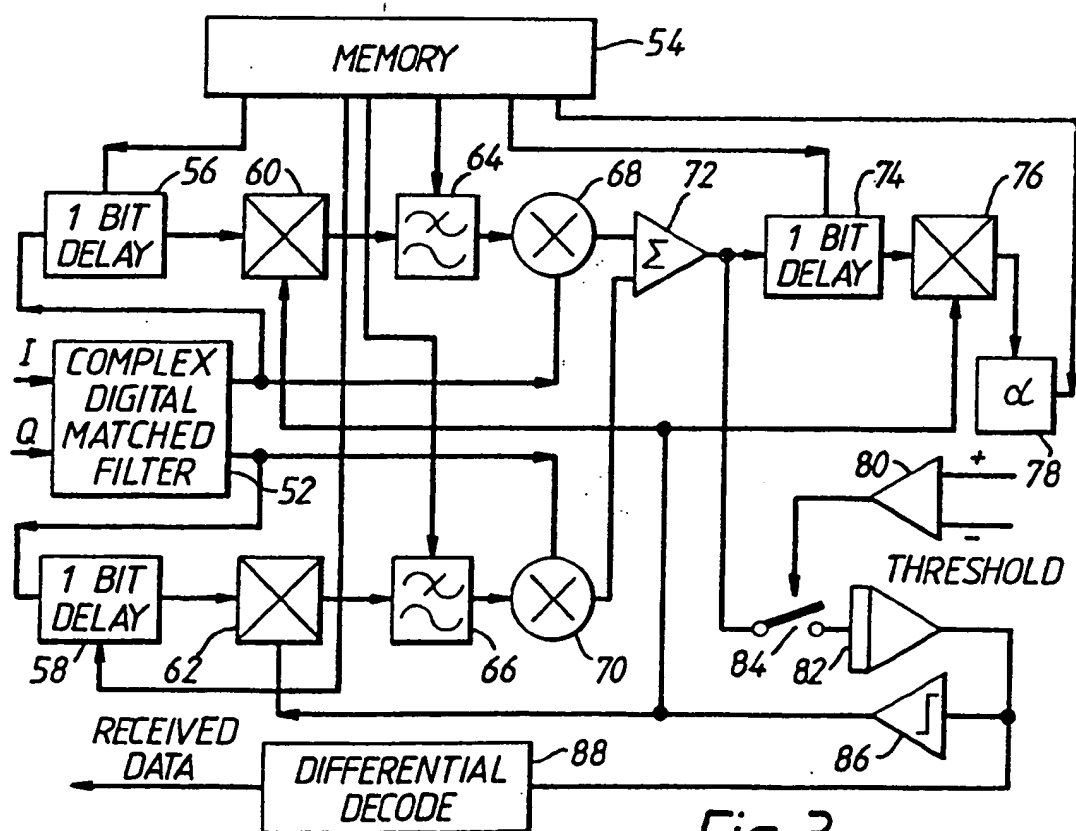 MEMORY
54
56
1 BIT
DELAY
60
64
68
72
Σ
74
1 BIT
DELAY
76
I
Q
COMPLEX
DIGITAL
MATCHED
FILTER
52
α
78
80
+
-
THRESHOLD
1 BIT
DELAY
58
62
66
70
84
82
86
RECEIVED
DATA
DIFFERENTIAL
DECODE
88